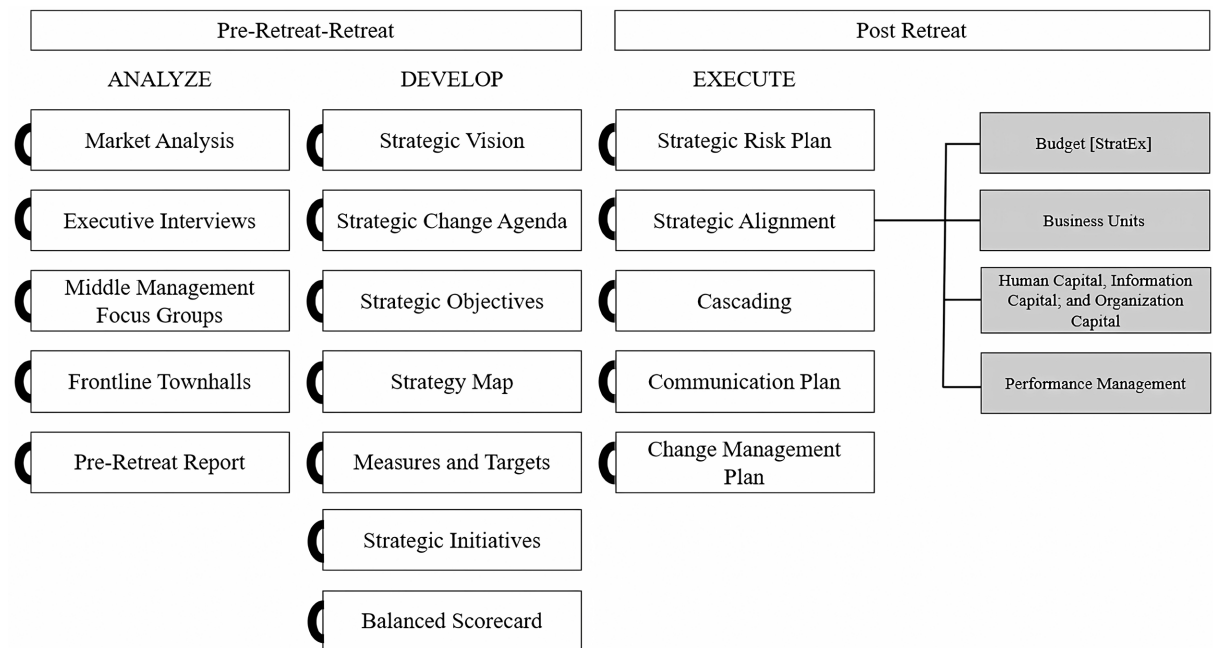 Pre-Retreat-Retreat
Post Retreat
ANALYZE
DEVELOP
EXECUTE
Market Analysis
Executive Interviews
Middle Management
Focus Groups
Frontline Townhalls
Pre-Retreat Report
Strategic Vision
Strategic Change Agenda
Strategic Objectives
Strategy Map
Measures and Targets
Strategic Initiatives
Balanced Scorecard
Strategic Risk Plan
Strategic Alignment
Cascading
Communication Plan
Change Management
Plan
Budget [StratEx]
Business Units
Human Capital, Information
Capital; and Organization
Capital
Performance Management